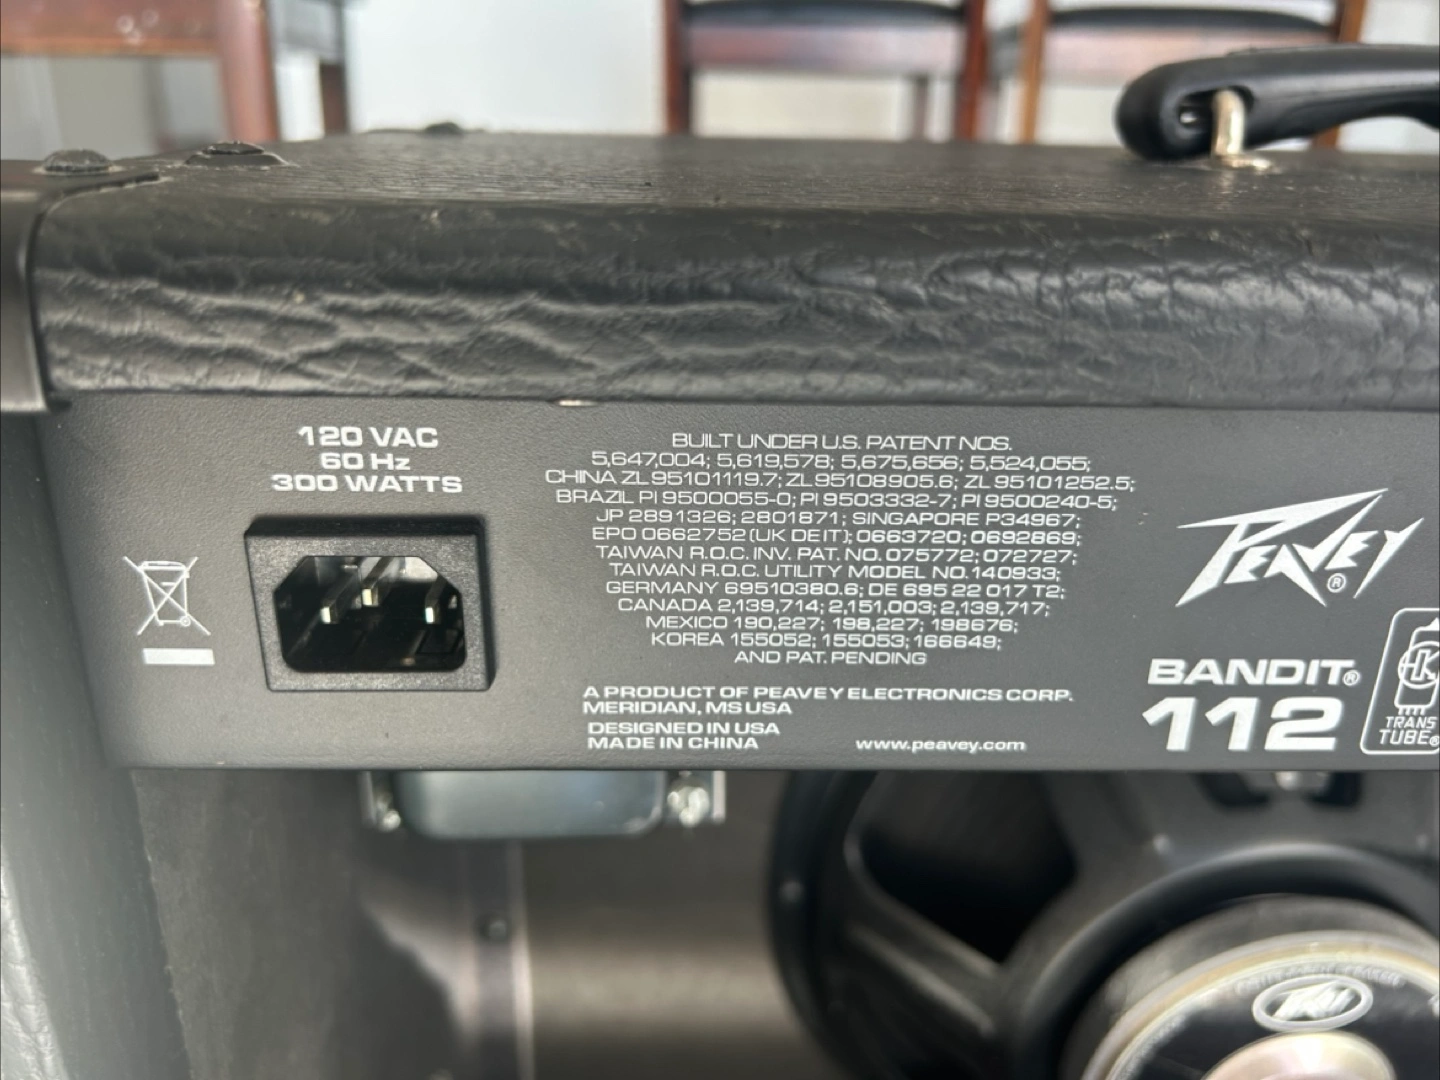 120 VAC
60 Hz
300 WATTS
BUILT UNDER U.S. PATENT NOS.
5,647,004; 5,619,578; 5,675,656; 5,524,055;
CHINA ZL 95101119.7; ZL 95108905.6; ZL 95101252.5;
BRAZIL PI 9500055-0; PI 9503332-7; PI 9500240-5;
JP 2891326; 2801871; SINGAPORE P34967;
EPO 0662752 (UK DE IT); 0663720; 0692869;
TAIWAN R.O.C. INV. PAT. NO. 075772; 072727;
TAIWAN R.O.C. UTILITY MODEL NO. 140933;
GERMANY 69510380.6; DE 695 22 017 T2;
CANADA 2,139,714; 2,151,003; 2,139,717;
MEXICO 190,227; 198,227; 198676;
KOREA 155052; 155053; 166649;
AND PAT. PENDING
A PRODUCT OF PEAVEY ELECTRONICS CORP.
MERIDIAN, MS USA
DESIGNED IN USA
MADE IN CHINA
www.peavey.com
PEAVEY®
BANDIT®
112
TRANS
TUBE®